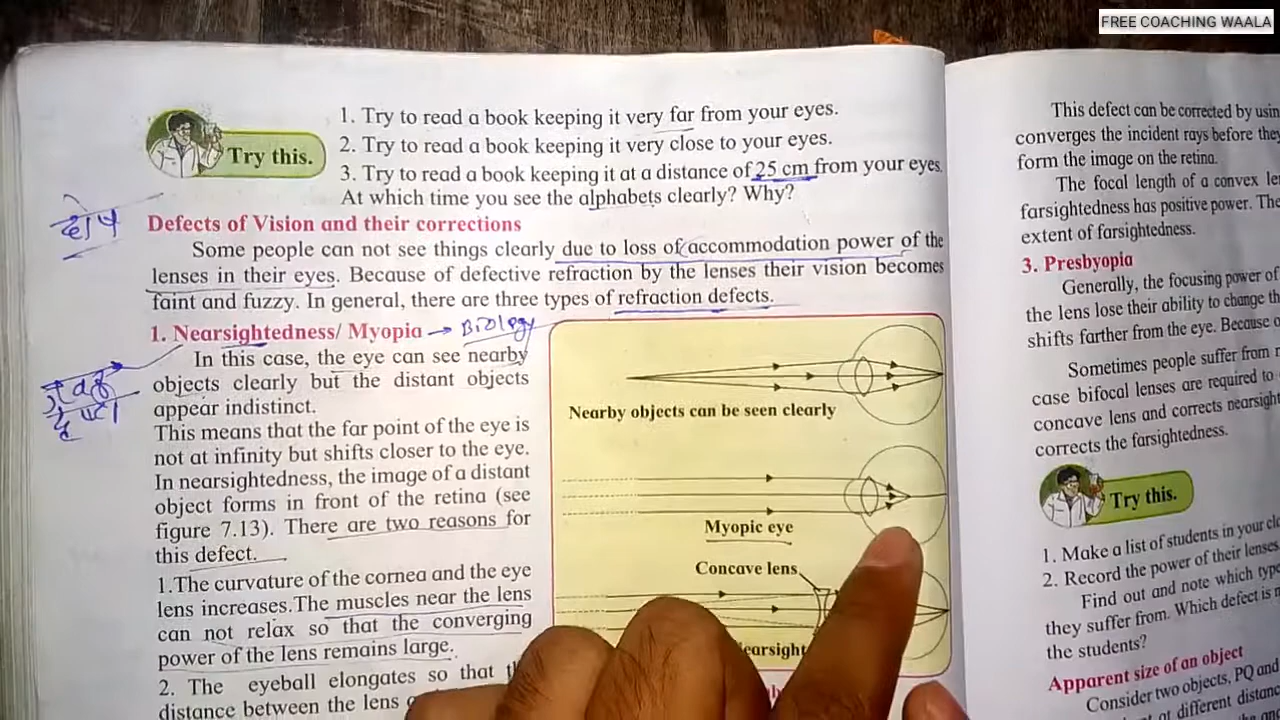 FREE COACHING WAALA
1. Try to read a book keeping it very far from your eyes.
2. Try to read a book keeping it very close to your eyes.
Try this.
3. Try to read a book keeping it at a distance of 25 cm from your eyes.
At which time you see the alphabets clearly? Why?
दोष
Defects of Vision and their corrections
Some people can not see things clearly due to loss of accommodation power of the
lenses in their eyes. Because of defective refraction by the lenses their vision becomes
faint and fuzzy. In general, there are three types of refraction defects.
1. Nearsightedness/ Myopia → Biology
In this case, the eye can see nearby
objects clearly but the distant objects
appear indistinct.
This means that the far point of the eye is
not at infinity but shifts closer to the eye.
In nearsightedness, the image of a distant
object forms in front of the retina (see
figure 7.13). There are two reasons for
this defect.
1.The curvature of the cornea and the eye
lens increases.The muscles near the lens
can not relax so that the converging
power of the lens remains large.
2. The eyeball elongates so that
distance between the lens
Nearby objects can be seen clearly
Myopic eye
Concave lens
This defect can be corrected by
converges the incident rays before
form the image on the retina.
The focal length of a convex
farsightedness has positive power.
extent of farsightedness.
3. Presbyopia
Generally, the focusing power of
the lens lose their ability to change
shifts farther from the eye. Because
Sometimes people suffer from
case bifocal lenses are required to
concave lens and corrects
corrects the farsightedness.
Try this.
1. Make a list of students in your
2. Record the power of their lenses
Find out and note which
they suffer from. Which defect is
the students?
Apparent size of an object
Consider two objects, PQ and
at different